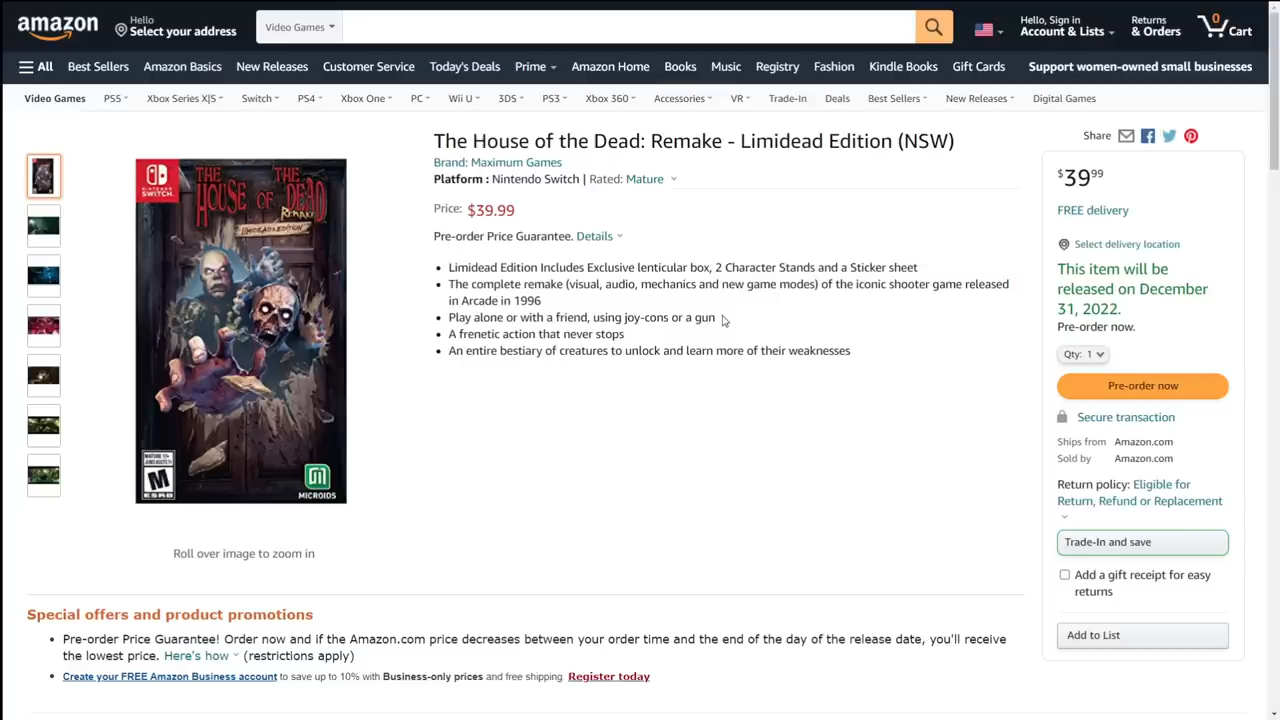 amazon
Hello
Select your address
Video Games
Hello, Sign in
Account & Lists
Returns
& Orders
0
Cart
All
Best Sellers
Amazon Basics
New Releases
Customer Service
Today's Deals
Prime
Amazon Home
Books
Music
Registry
Fashion
Kindle Books
Gift Cards
Support women-owned small businesses
Video Games
PS5
Xbox Series X|S
Switch
PS4
Xbox One
PC
Wii U
3DS
PS3
Xbox 360
Accessories
VR
Trade-In
Deals
Best Sellers
New Releases
Digital Games
NINTENDO
SWITCH
THE
HOUSE OF THE DEAD
Remake
LIMIDEAD EDITION
MATURE 17+
M
ESRB
MICROIDS
Roll over image to zoom in
The House of the Dead: Remake - Limidead Edition (NSW)
Brand: Maximum Games
Platform : Nintendo Switch | Rated: Mature
Price: $39.99
Pre-order Price Guarantee. Details
• Limidead Edition Includes Exclusive lenticular box, 2 Character Stands and a Sticker sheet
• The complete remake (visual, audio, mechanics and new game modes) of the iconic shooter game released
in Arcade in 1996
• Play alone or with a friend, using joy-cons or a gun
• A frenetic action that never stops
• An entire bestiary of creatures to unlock and learn more of their weaknesses
Share
$39 99
FREE delivery
Select delivery location
This item will be
released on December
31, 2022.
Pre-order now.
Qty: 1
Pre-order now
Secure transaction
Ships from Amazon.com
Sold by Amazon.com
Return policy: Eligible for
Return, Refund or Replacement
Trade-In and save
Add a gift receipt for easy
returns
Add to List
Special offers and product promotions
• Pre-order Price Guarantee! Order now and if the Amazon.com price decreases between your order time and the end of the day of the release date, you'll receive
the lowest price. Here's how (restrictions apply)
• Create your FREE Amazon Business account to save up to 10% with Business-only prices and free shipping. Register today